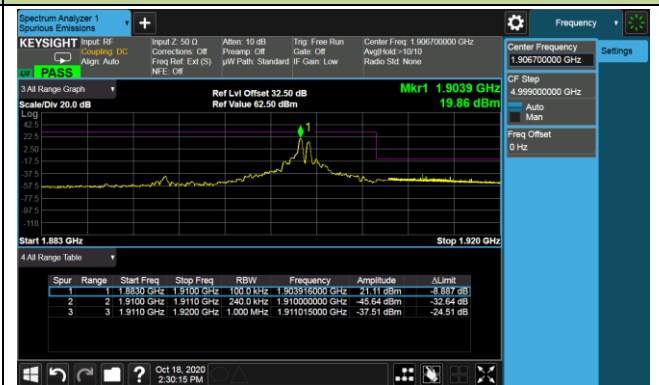 Spectrum Analyzer 1
Spurious Emissions
Frequency
KEYSIGHT
Input: RF
Coupling: DC
Align: Auto
Input Z: 50 Ω
Corrections: Off
Freq Ref: Ext (S)
NFE: Off
Atten: 10 dB
Preamp: Off
µW Path: Standard
Trig: Free Run
Gate: Off
IF Gain: Low
Center Freq: 1.906700000 GHz
Avg|Hold:>10/10
Radio Std: None
PASS
Center Frequency
1.906700000 GHz
Settings
CF Step
4.999000000 GHz
Auto
Man
Freq Offset
0 Hz
3 All Range Graph
Scale/Div 20.0 dB
Ref Lvl Offset 32.50 dB
Ref Value 62.50 dBm
Mkr1 1.9039 GHz
19.86 dBm
Log
42.5
22.5
2.50
-17.5
-37.5
-57.5
-77.5
-97.5
-118
1
Start 1.883 GHz
Stop 1.920 GHz
4 All Range Table
Spur Range Start Freq Stop Freq RBW Frequency Amplitude ΔLimit
1 1 1.8830 GHz 1.9100 GHz 100.0 kHz 1.903916000 GHz 21.11 dBm -8.887 dB
2 2 1.9100 GHz 1.9110 GHz 240.0 kHz 1.910000000 GHz -45.64 dBm -32.64 dB
3 3 1.9110 GHz 1.9200 GHz 1.000 MHz 1.911015000 GHz -37.51 dBm -24.51 dB
Oct 18, 2020
2:30:15 PM